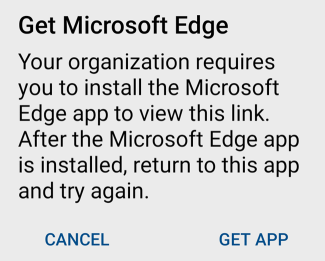 Get Microsoft Edge
Your organization requires
you to install the Microsoft
Edge app to view this link.
After the Microsoft Edge app
is installed, return to this app
and try again.
CANCEL GET APP